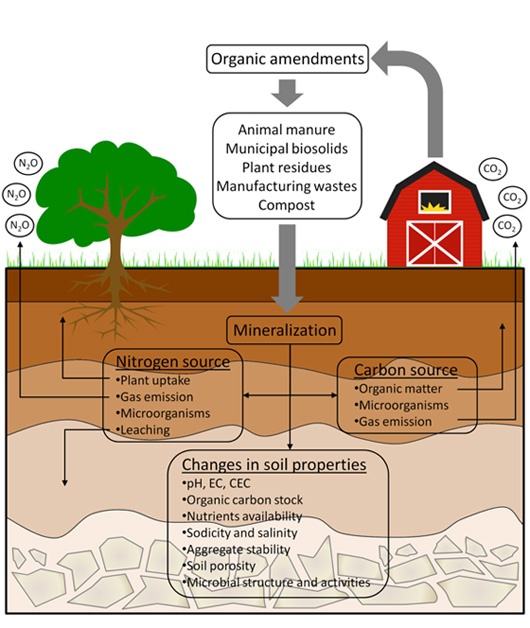 Organic amendments
Animal manure
Municipal biosolids
Plant residues
Manufacturing wastes
Compost
N₂O
N₂O
N₂O
CO₂
CO₂
CO₂
Mineralization
Nitrogen source
•Plant uptake
•Gas emission
•Microorganisms
•Leaching
Carbon source
•Organic matter
•Microorganisms
•Gas emission
Changes in soil properties
•pH, EC, CEC
•Organic carbon stock
•Nutrients availability
•Sodicity and salinity
•Aggregate stability
•Soil porosity
•Microbial structure and activities